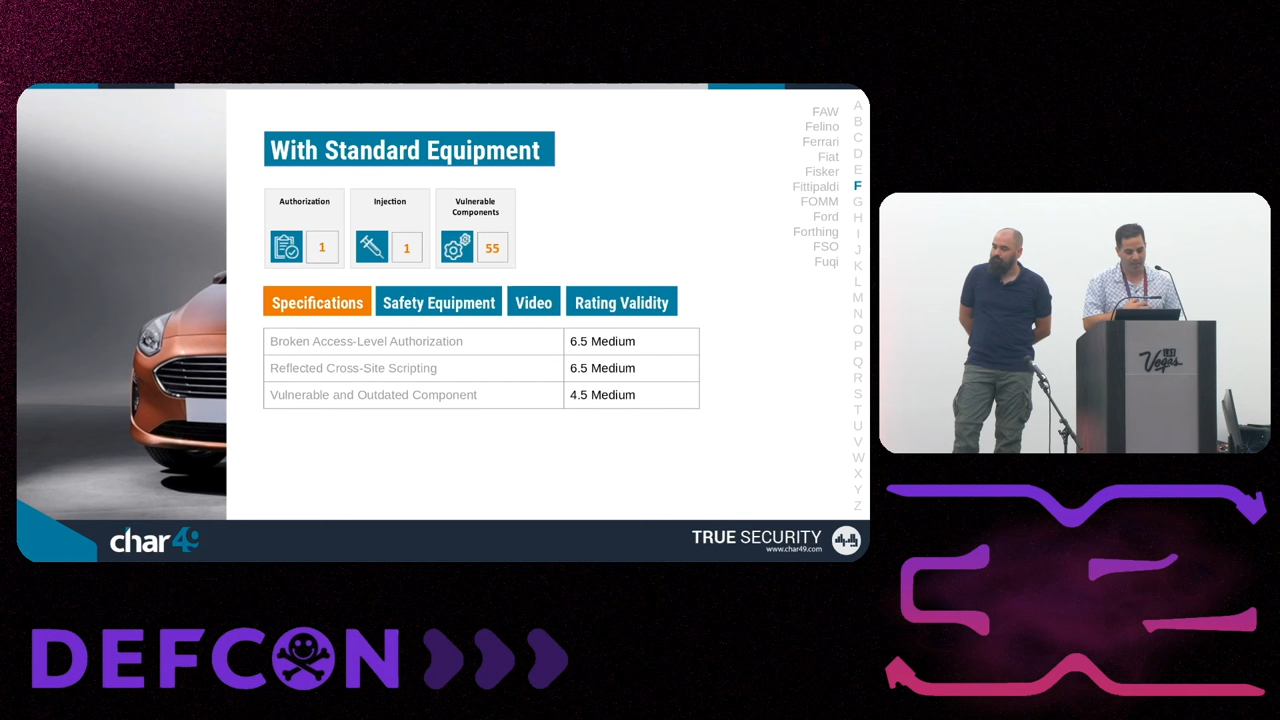 With Standard Equipment
Authorization
1
Injection
1
Vulnerable
Components
55
Specifications
Safety Equipment
Video
Rating Validity
Broken Access-Level Authorization 6.5 Medium
Reflected Cross-Site Scripting 6.5 Medium
Vulnerable and Outdated Component 4.5 Medium
FAW
Felino
Ferrari
Fiat
Fisker
Fittipaldi
FOMM
Ford
Forthing
FSO
Fuqi
A
B
C
D
E
F
G
H
I
J
K
L
M
N
O
P
Q
R
S
T
U
V
W
X
Y
Z
char49
TRUE SECURITY
www.char49.com
LAS
Vegas
DEFCON